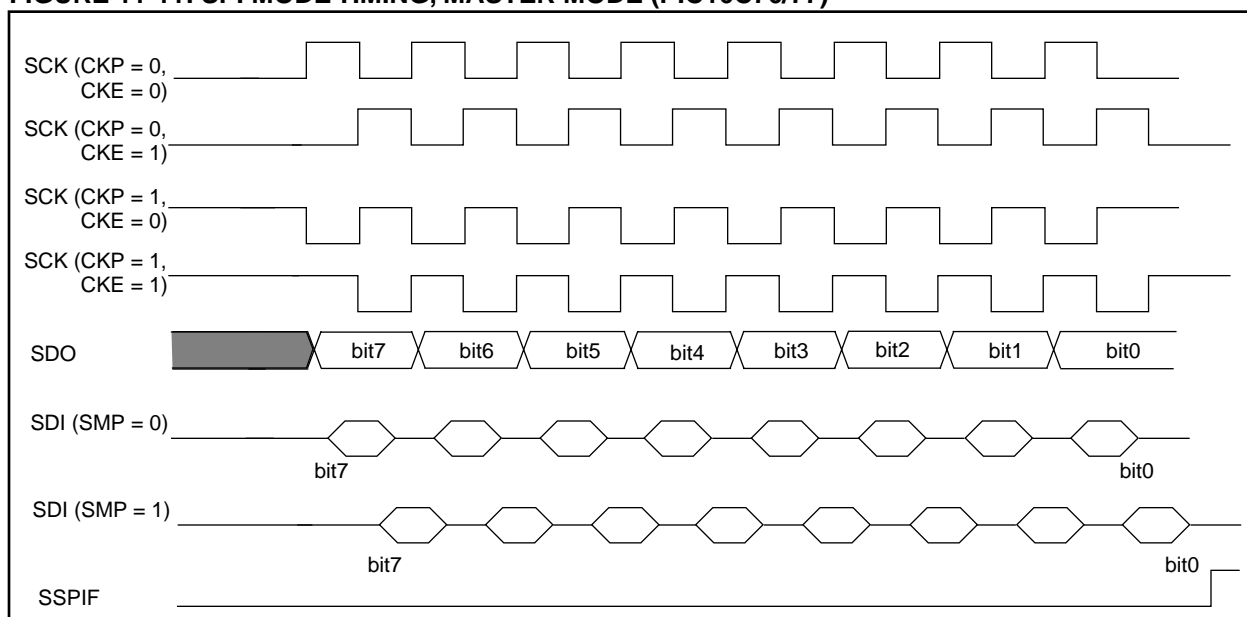 SCK (CKP = 0,
CKE = 0)
SCK (CKP = 0,
CKE = 1)
SCK (CKP = 1,
CKE = 0)
SCK (CKP = 1,
CKE = 1)
SDO bit7 bit6 bit5 bit4 bit3 bit2 bit1 bit0
SDI (SMP = 0)
bit7 bit0
SDI (SMP = 1)
bit7 bit0
SSPIF